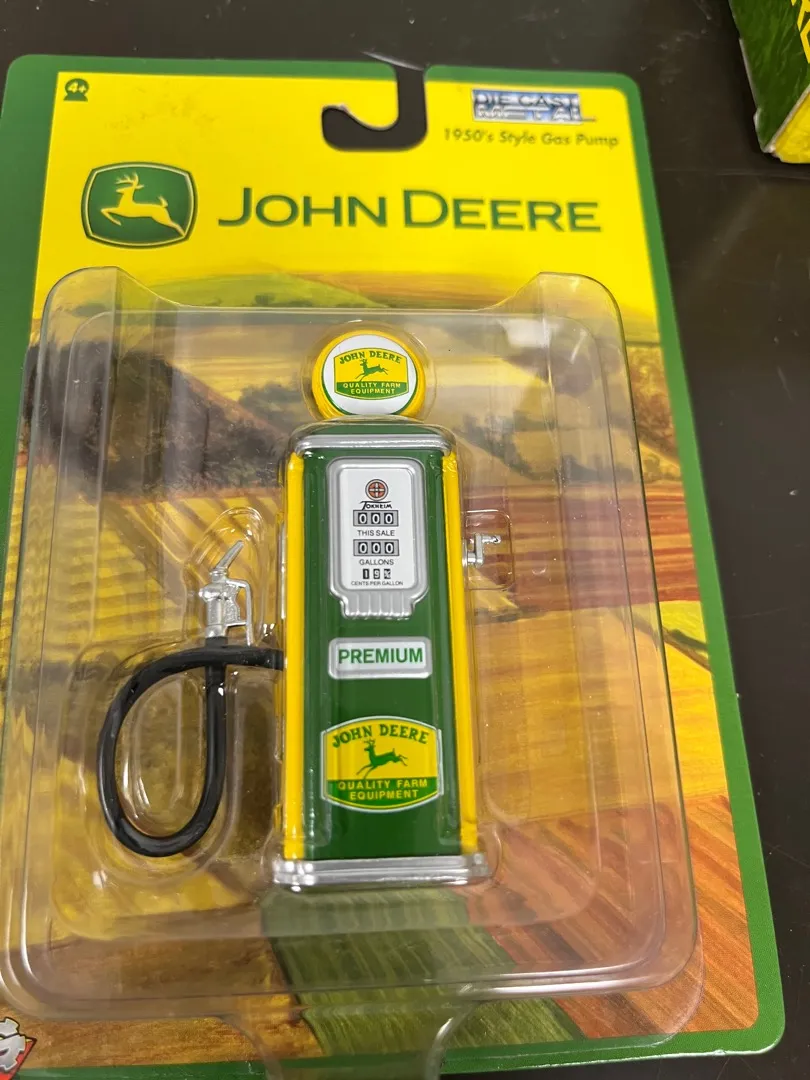 4+
DIE CAST
METAL
1950's Style Gas Pump
JOHN DEERE
JOHN DEERE
QUALITY FARM
EQUIPMENT
TOKHEIM
000
THIS SALE
000
GALLONS
CENTS PER GALLON
PREMIUM
JOHN DEERE
QUALITY FARM
EQUIPMENT